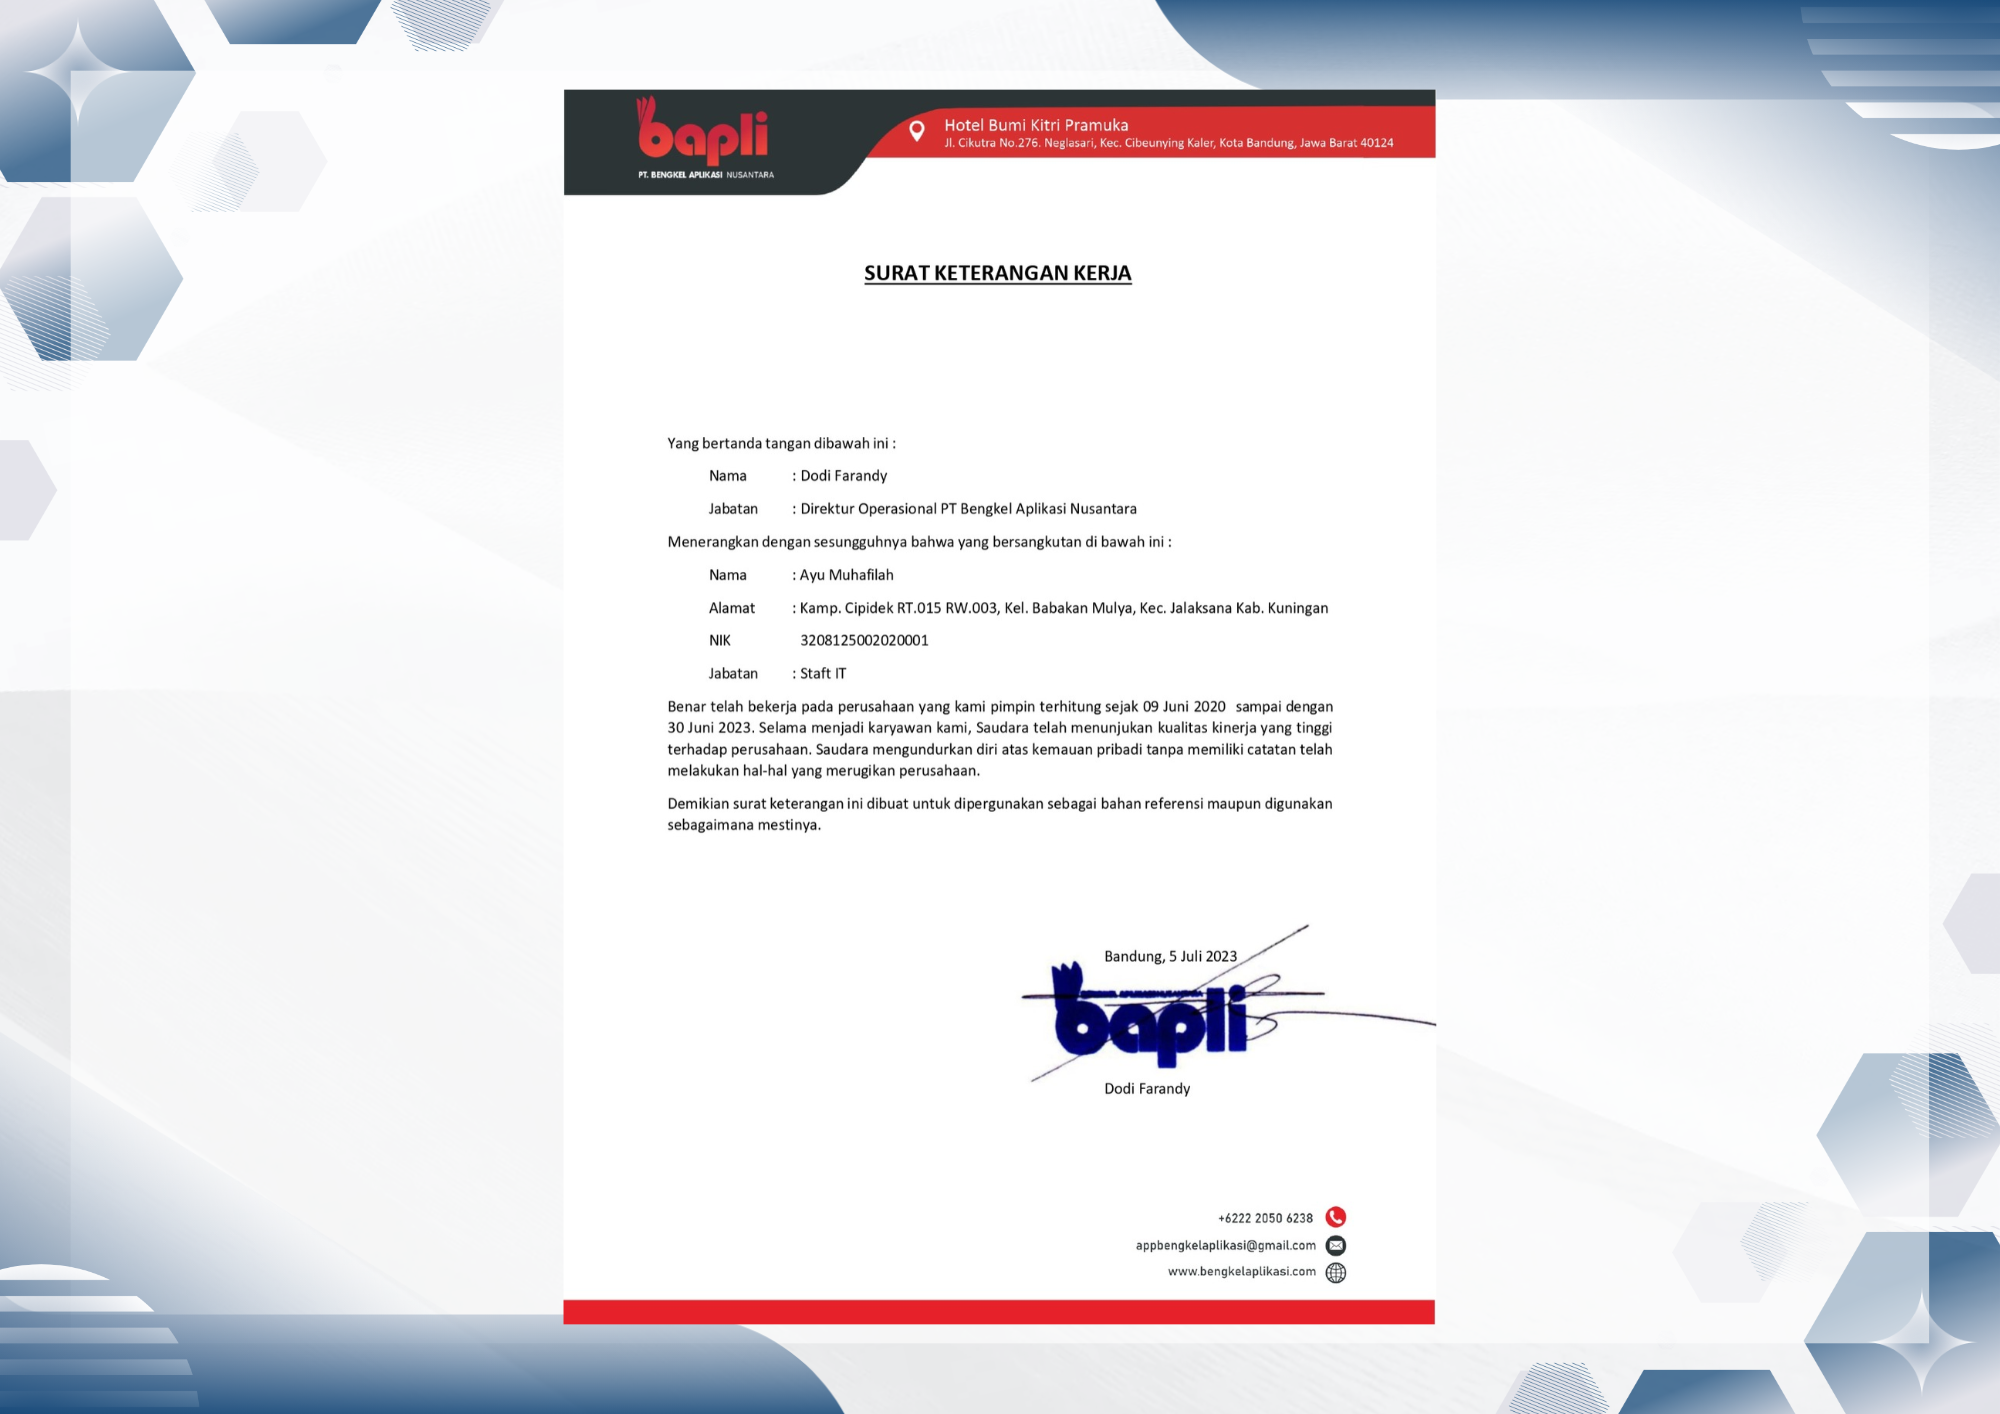 bapli
PT. BENGKEL APLIKASI NUSANTARA
Hotel Bumi Kitri Pramuka
Jl. Cikutra No.276. Neglasari, Kec. Cibeunying Kaler, Kota Bandung, Jawa Barat 40124
SURAT KETERANGAN KERJA
Yang bertanda tangan dibawah ini :
Nama : Dodi Farandy
Jabatan : Direktur Operasional PT Bengkel Aplikasi Nusantara
Menerangkan dengan sesungguhnya bahwa yang bersangkutan di bawah ini :
Nama : Ayu Muhafilah
Alamat : Kamp. Cipidek RT.015 RW.003, Kel. Babakan Mulya, Kec. Jalaksana Kab. Kuningan
NIK 3208125002020001
Jabatan : Staft IT
Benar telah bekerja pada perusahaan yang kami pimpin terhitung sejak 09 Juni 2020 sampai dengan
30 Juni 2023. Selama menjadi karyawan kami, Saudara telah menunjukan kualitas kinerja yang tinggi
terhadap perusahaan. Saudara mengundurkan diri atas kemauan pribadi tanpa memiliki catatan telah
melakukan hal-hal yang merugikan perusahaan.
Demikian surat keterangan ini dibuat untuk dipergunakan sebagai bahan referensi maupun digunakan
sebagaimana mestinya.
Bandung, 5 Juli 2023
bapli
Dodi Farandy
+6222 2050 6238
appbengkelaplikasi@gmail.com
www.bengkelaplikasi.com